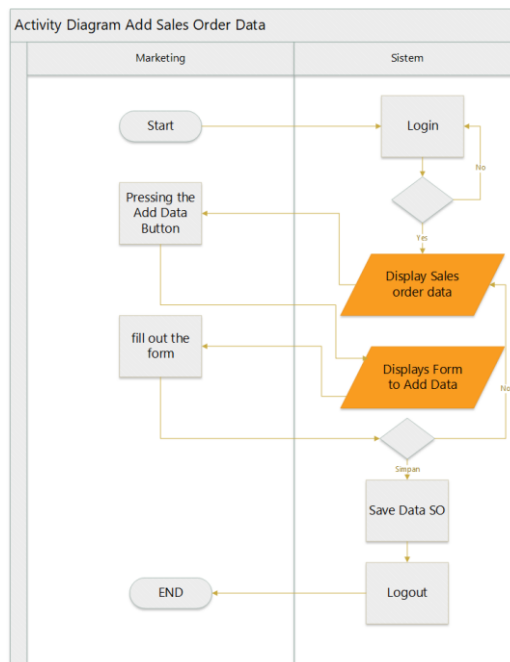 Activity Diagram Add Sales Order Data
Marketing
Sistem
Start
Login
No
Pressing the
Add Data
Button
Yes
Display Sales
order data
fill out the
form
Displays Form
to Add Data
No
Simpan
Save Data SO
END
Logout